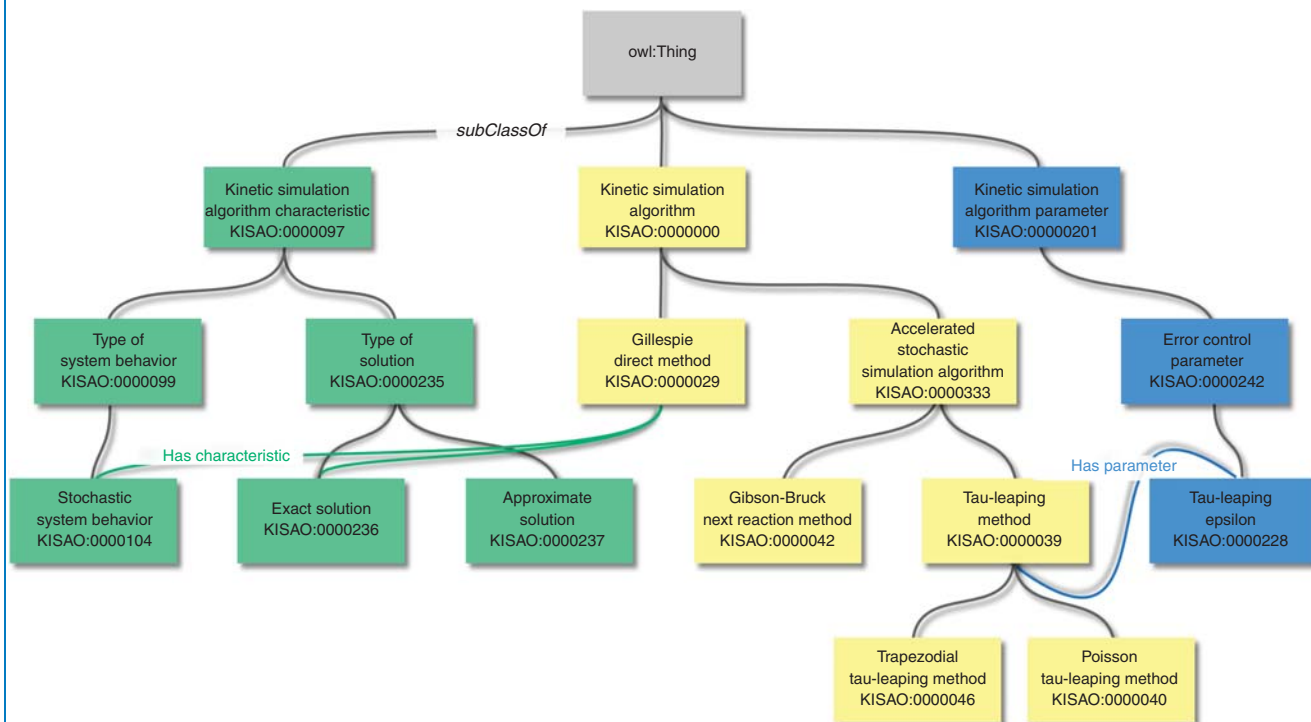 owl:Thing
subClassOf
Kinetic simulation
algorithm characteristic
KISAO:0000097
Kinetic simulation
algorithm
KISAO:0000000
Kinetic simulation
algorithm parameter
KISAO:00000201
Type of
system behavior
KISAO:0000099
Type of
solution
KISAO:0000235
Gillespie
direct method
KISAO:0000029
Accelerated
stochastic
simulation algorithm
KISAO:0000333
Error control
parameter
KISAO:0000242
Has characteristic
Has parameter
Stochastic
system behavior
KISAO:0000104
Exact solution
KISAO:0000236
Approximate
solution
KISAO:0000237
Gibson-Bruck
next reaction method
KISAO:0000042
Tau-leaping
method
KISAO:0000039
Tau-leaping
epsilon
KISAO:0000228
Trapezodial
tau-leaping method
KISAO:0000046
Poisson
tau-leaping method
KISAO:0000040